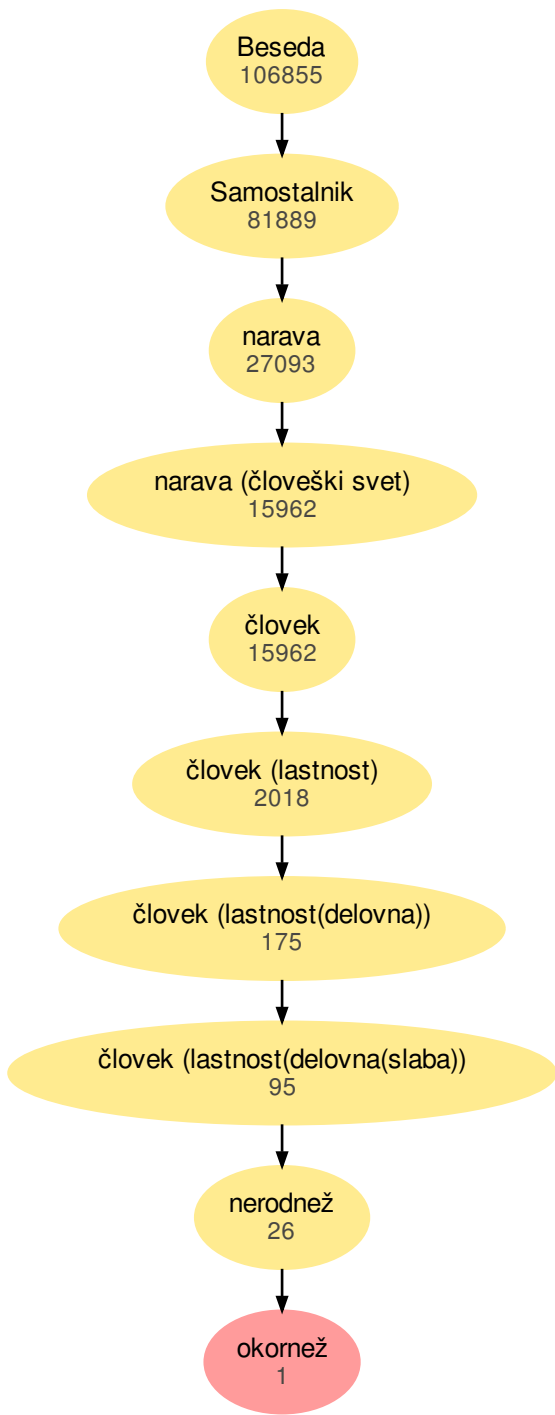 Beseda
106855
Samostalnik
81889
narava
27093
narava (človeški svet)
15962
človek
15962
človek (lastnost)
2018
človek (lastnost(delovna))
175
človek (lastnost(delovna(slaba))
95
nerodnež
26
okornež
1